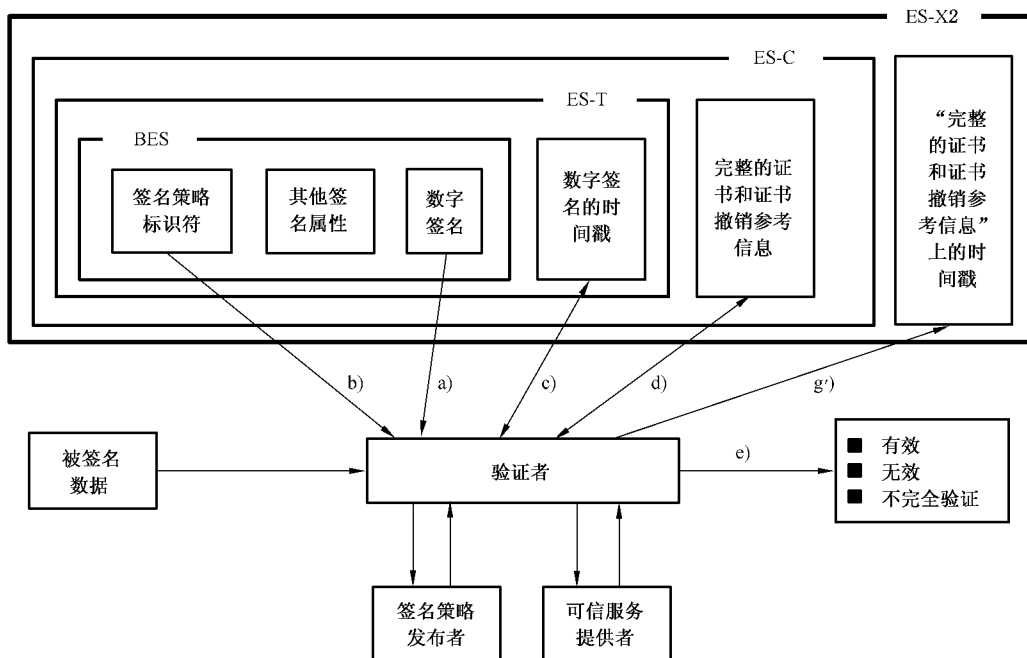 ES-X2
ES-C
ES-T
BES
签名策略
标识符
其他签
名属性
数字
签名
数字签
名的时
间戳
完整的证
书和证书
撤销参考
信息
“完整
的证书
和证书
撤销参
考信息”
上的时
间戳
b)
a)
c)
d)
g′)
被签名
数据
验证者
e)
有效
无效
不完全验证
签名策略
发布者
可信服务
提供者